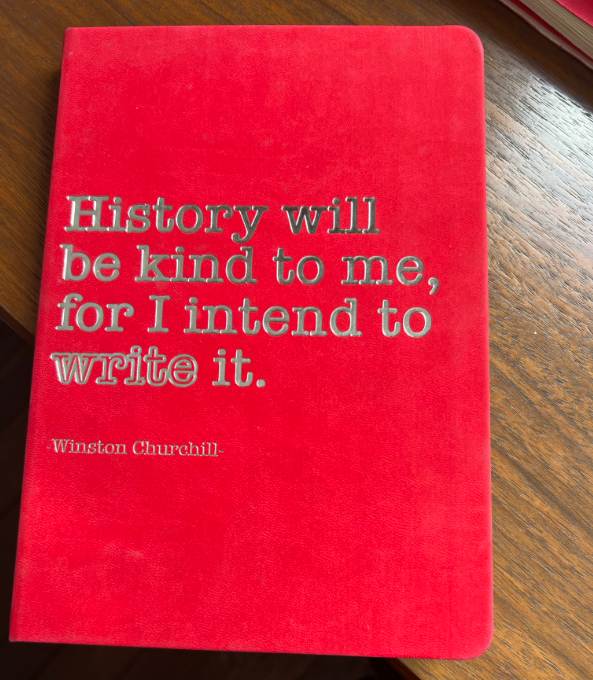 History will
be kind to me,
for I intend to
write it.
-Winston Churchill-